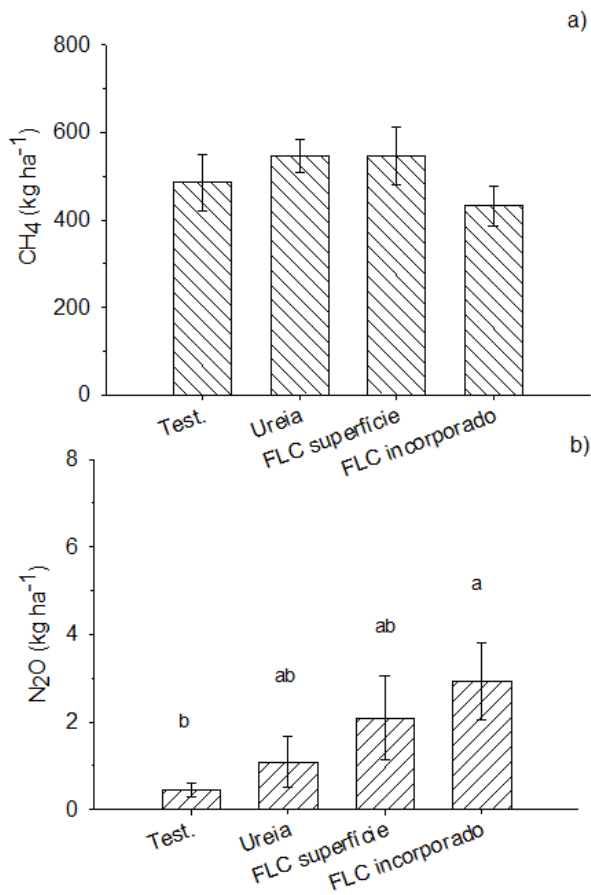 a)
800
600
400
200
0
CH₄ (kg ha⁻¹)
Test.
Ureia
FLC superfície
FLC incorporado
b)
8
6
4
2
0
N₂O (kg ha⁻¹)
b
ab
ab
a
Test.
Ureia
FLC superfície
FLC incorporado